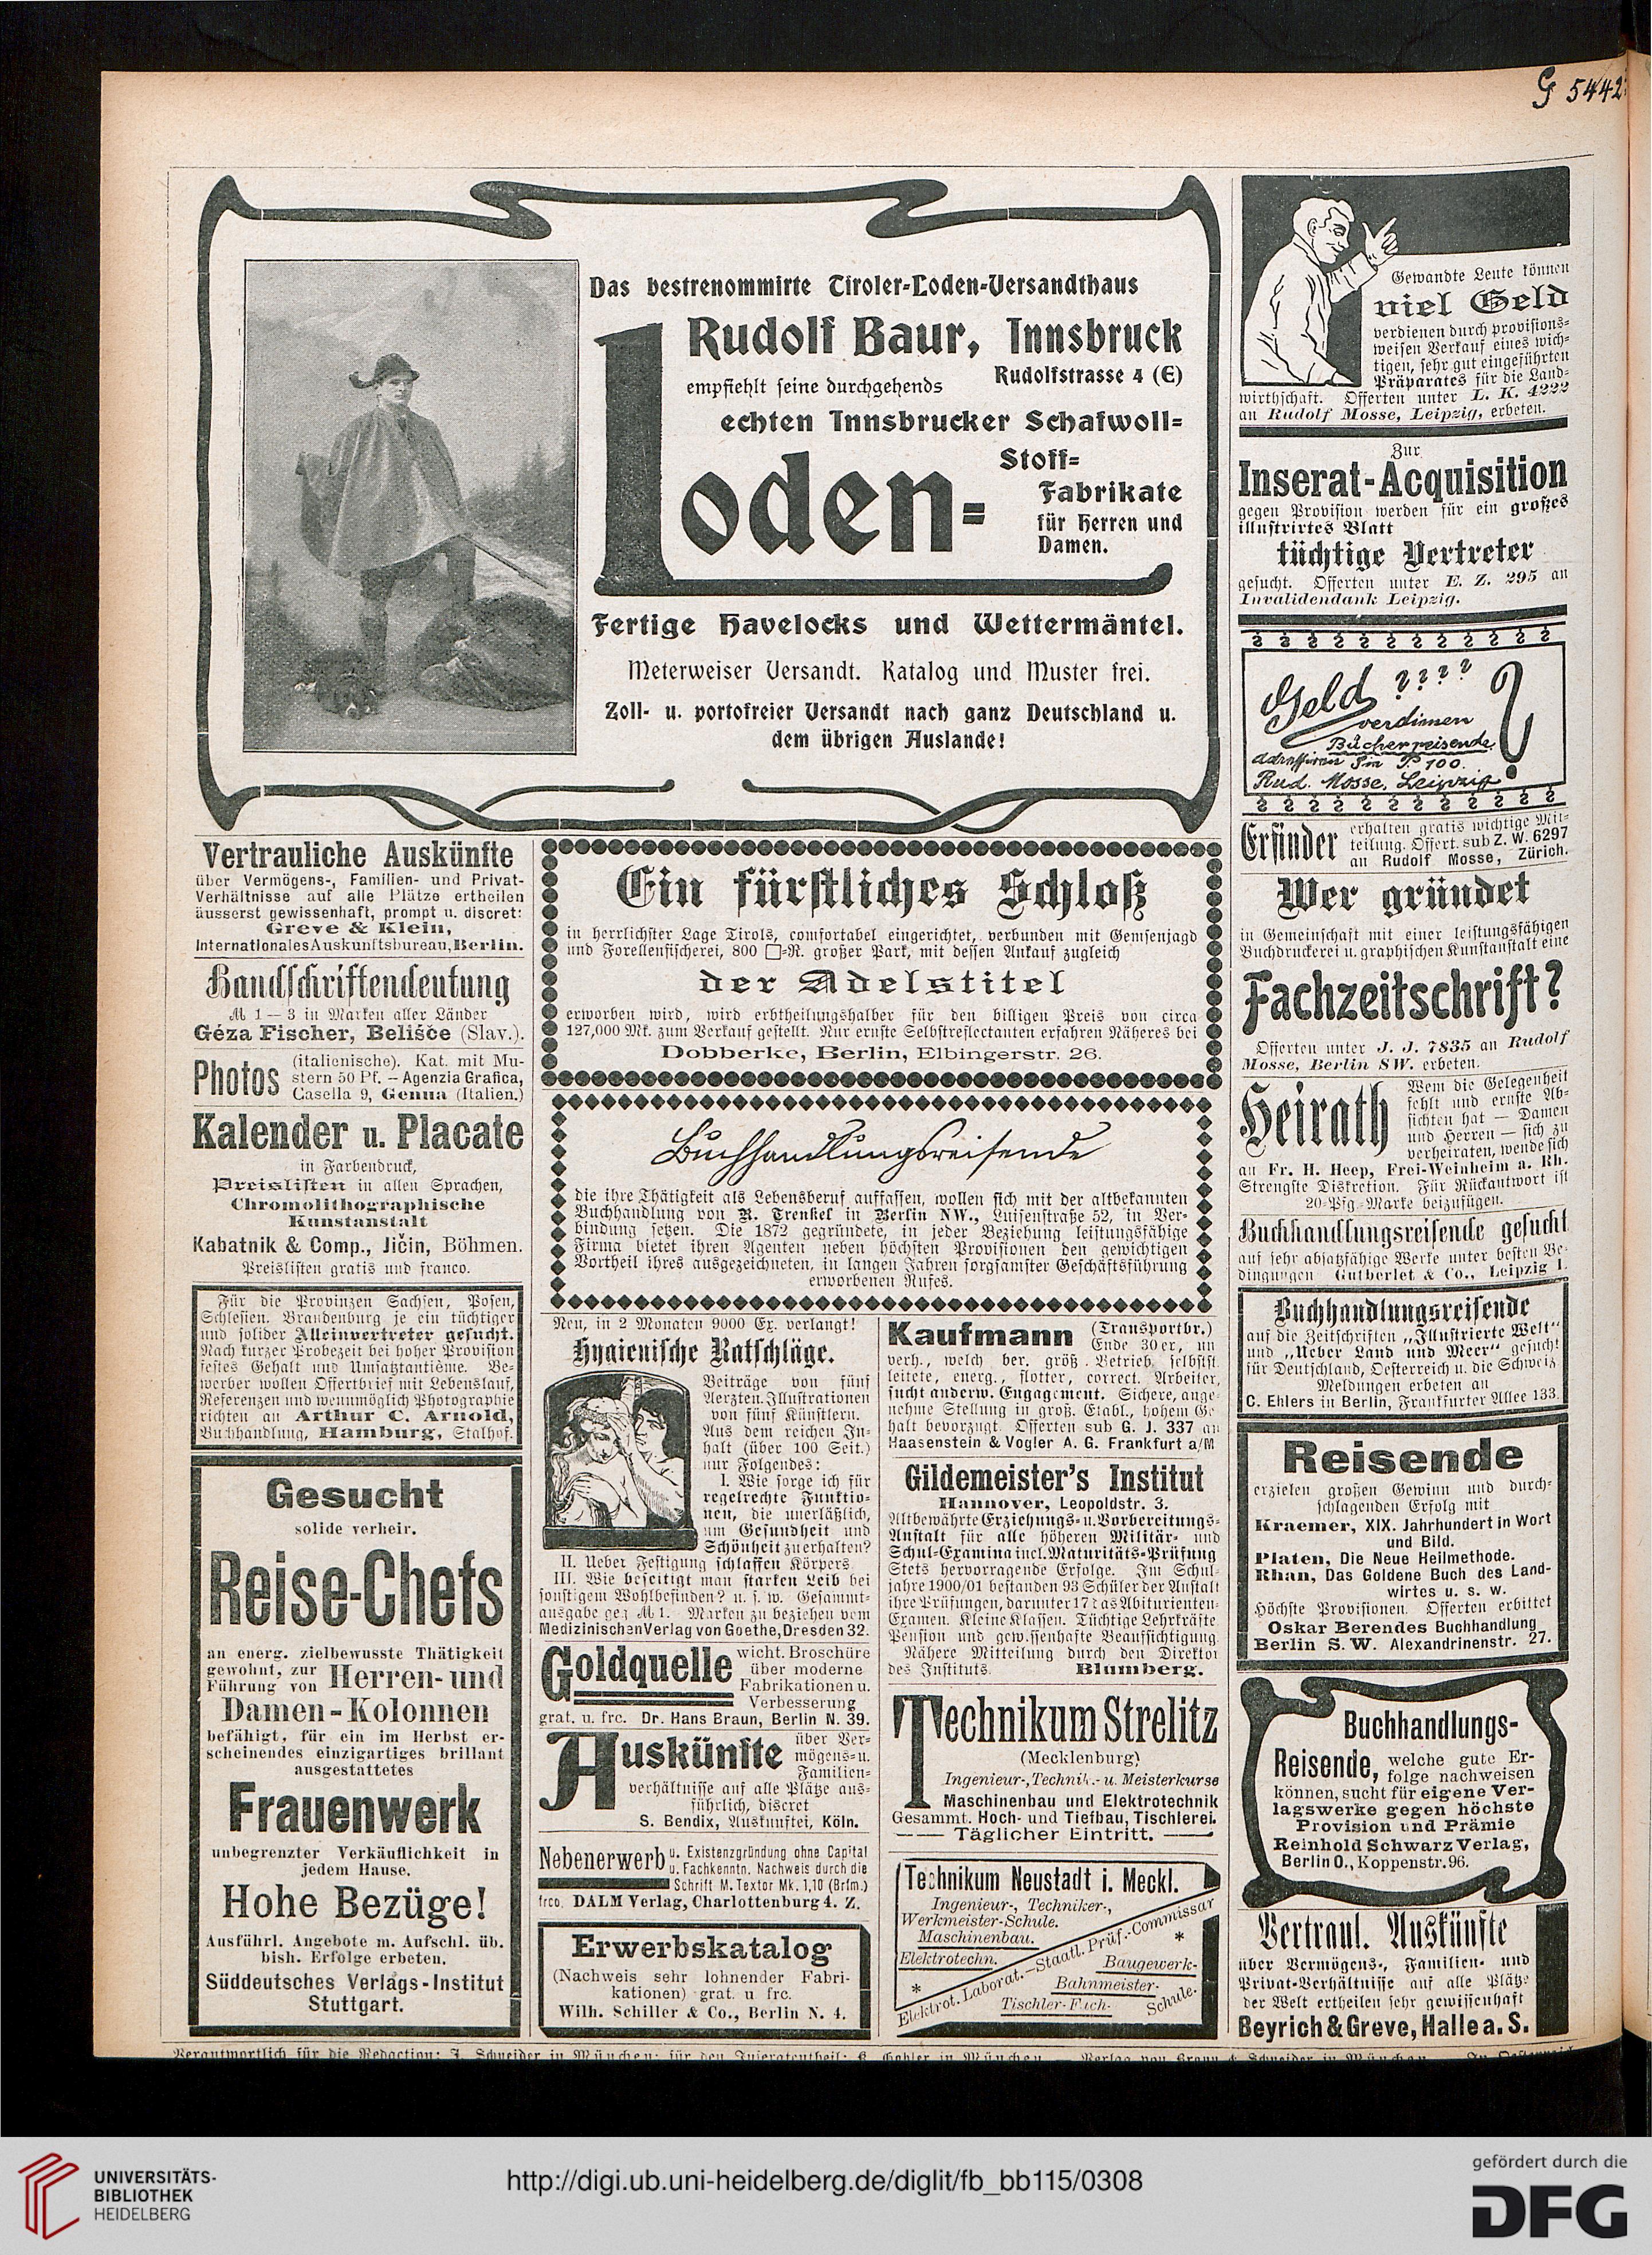 G 5442
Das bestrenommirte Tiroler-Loden-Versandthaus
Rudolf Baur, Innsbruck
Rudolfstrasse 4 (E)
empfiehlt seine durchgehends
echten Innsbrucker Schafwoll-
Loden-
Stoff-
Fabrikate
für Herren und
Damen.
Fertige Havelocks und Wettermäntel.
Meterweiser Versandt. Katalog und Muster frei.
Zoll- u. portofreier Versandt nach ganz Deutschland u.
dem übrigen Auslande!
Vertrauliche Auskünfte
über Vermögens-, Familien- und Privat-
Verhältnisse auf alle Plätze ertheilen
äusserst gewissenhaft, prompt u. discret:
Greve & Klein,
Internationales Auskunftsbureau, Berlin.
Handschriftendeutung
M 1—3 in Marken aller Länder
Géza Fischer, Belišće (Slav.).
Photos
(italienische). Kat. mit Mu-
stern 50 Pf. – Agenzia Grafica,
Casella 9, Genua (Italien.)
Kalender u. Placate
in Farbendruck,
Preislisten in allen Sprachen,
Chromolithographische
Kunstanstalt
Kabatnik & Comp., Jičin, Böhmen.
Preislisten gratis und franco.
Für die Provinzen Sachsen, Posen,
Schlesien, Brandenburg je ein tüchtiger
und solider Alleinvertreter gesucht.
Nach kurzer Probezeit bei hoher Provision
festes Gehalt und Umsatztantième. Be-
werber wollen Offertbrief mit Lebenslauf,
Referenzen und wenn möglich Photographie
richten an Arthur C. Arnold,
Buchhandlung, Hamburg, Stalhof.
Gesucht
solide verheir.
Reise-Chefs
an energ. zielbewusste Thätigkeit
gewohnt, zur
Führung von Herren- und
Damen-Kolonnen
befähigt, für ein im Herbst er-
scheinendes einzigartiges brillant
ausgestattetes
Frauenwerk
unbegrenzter Verkäuflichkeit in
jedem Hause.
Hohe Bezüge!
Ausführl. Angebote m. Aufschl. üb.
bish. Erfolge erbeten.
Süddeutsches Verlags-Institut
Stuttgart.
Ein fürstliches Schloß
in herrlichster Lage Tirols, comfortabel eingerichtet, verbunden mit Gemsenjagd
und Forellenfischerei, 800 □-R. großer Park, mit dessen Ankauf zugleich
der Adelstitel
erworben wird, wird erbtheilungshalber für den billigen Preis von circa
127,000 Mk. zum Verkauf gestellt. Nur ernste Selbstreflectanten erfahren Näheres bei
Dobberke, Berlin, Elbingerstr. 26.
Buchhandlungsreisende
die ihre Thätigkeit als Lebensberuf auffassen, wollen sich mit der altbekannten
Buchhandlung von R. Trenkel in Berlin NW., Luisenstraße 52, in Ver-
bindung setzen. Die 1872 gegründete, in jeder Beziehung leistungsfähige
Firma bietet ihren Agenten neben höchsten Provisionen den gewichtigen
Vortheil ihres ausgezeichneten, in langen Jahren sorgsamster Geschäftsführung
erworbenen Rufes.
Neu, in 2 Monaten 9000 Ex. verlangt!
Hygienische Ratschläge.
Beiträge von fünf
Aerzten. Illustrationen
von fünf Künstlern.
Aus dem reichen In-
halt (über 100 Seit.)
nur Folgendes:
I. Wie sorge ich für
regelrechte Funktio-
nen, die unerläßlich,
um Gesundheit und
Schönheit zu erhalten?
II. Ueber Festigung schlaffen Körpers.
III. Wie beseitigt man starken Leib bei
sonstigem Wohlbefinden? u. s. w. Gesammt-
ausgabe geg. M 1. Marken zu beziehen vom
Medizinischen Verlag von Goethe, Dresden 32.
Goldquelle
wicht. Broschüre
über moderne
Fabrikationen u.
Verbesserung
grat. u. frc. Dr. Hans Braun, Berlin N. 39.
Auskünfte
über Ver-
mögens- u.
Familien-
verhältnisse auf alle Plätze aus-
führlich, discret
S. Bendix, Auskunftei, Köln.
Nebenerwerb
u. Existenzgründung ohne Capital
u. Fachkenntn. Nachweis durch die
Schrift M. Textor Mk. 1,10 (Brfm.)
frco. DALM Verlag, Charlottenburg 4. Z.
Erwerbskatalog
(Nachweis sehr lohnender Fabri-
kationen) grat. u frc.
Wilh. Schiller & Co., Berlin N. 4.
Kaufmann
(Transportbr.)
Ende 30er, un
verh., welch ber. größ. Betrieb selbstst
leitete, energ., flotter, correct. Arbeiter,
sucht anderw. Engagement. Sichere, ange-
nehme Stellung in groß. Etabl., hohem Ge
halt bevorzugt. Offerten sub G. J. 337 an
Haasenstein & Vogler A. G. Frankfurt a/M
Gildemeister's Institut
Hannover, Leopoldstr. 3.
Altbewährte Erziehungs- u. Vorbereitungs-
Anstalt für alle höheren Militär- und
Schul-Examina incl. Maturitäts-Prüfung
Stets hervorragende Erfolge. Im Schul-
jahre 1900/01 bestanden 93 Schüler der Anstalt
ihre Prüfungen, darunter 17 das Abiturienten-
Examen. Kleine Klassen. Tüchtige Lehrkräfte
Pension und gewissenhafte Beaufsichtigung.
Nähere Mitteilung durch den Direktor
des Instituts. Blumberg.
Technikum Strelitz
(Mecklenburg)
Ingenieur-, Technik.- u. Meisterkurse
Maschinenbau und Elektrotechnik
Gesammt. Hoch- und Tiefbau, Tischlerei.
—— Täglicher Eintritt. ——
Technikum Neustadt i. Meckl.
Ingenieur-, Techniker-,
Werkmeister-Schule.
Maschinenbau.
Elektrotechn.
Elektrot. Laborat. – Staatl. Prüf.-Commissar
Baugewerk-
Bahnmeister-
Tischler-Fach-
Schule.
Gewandte Leute können
viel Geld
verdienen durch provisions-
weisen Verkauf eines wich-
tigen, sehr gut eingeführten
Präparates für die Land-
wirthschaft. Offerten unter L. K. 4222
an Rudolf Mosse, Leipzig, erbeten.
Zur
Inserat-Acquisition
gegen Provision werden für ein großes
illustrirtes Blatt
tüchtige Vertreter
gesucht. Offerten unter E. Z. 295 an
Invalidendank Leipzig.
Geld ????
verdienen ?
Bücherreisende
P. 100.
Rud. Mosse, Leipzig
Erfinder
erhalten gratis wichtige Mit-
teilung. Offert. sub Z. W. 6297
an Rudolf Mosse, Zürich.
Wer gründet
in Gemeinschaft mit einer leistungsfähigen
Buchdruckerei u. graphischen Kunstanstalt eine
Fachzeitschrift?
Offerten unter J. J. 7835 an Rudolf
Mosse, Berlin SW. erbeten.
Heirath
Wem die Gelegenheit
fehlt und ernste Ab-
sichten hat — Damen
und Herren — sich zu
verheiraten, wende sich
an Fr. H. Heep, Frei-Weinheim a. Rh.
Strengste Diskretion. Für Rückantwort ist
20-Pfg.-Marke beizufügen.
Buchhandlungsreisende gesucht
auf sehr absatzfähige Werke unter besten Be-
dingungen Gutberlet & Co., Leipzig I.
Buchhandlungsreisende
auf die Zeitschriften „Illustrierte Welt"
und „Ueber Land und Meer" gesucht
für Deutschland, Oesterreich u. die Schweiz
Meldungen erbeten an
C. Ehlers in Berlin, Frankfurter Allee 133.
Reisende
erzielen großen Gewinn und durch-
schlagenden Erfolg mit
Kraemer, XIX. Jahrhundert in Wort
und Bild.
Platen, Die Neue Heilmethode.
Rhan, Das Goldene Buch des Land-
wirtes u. s. w.
Höchste Provisionen. Offerten erbittet
Oskar Berendes Buchhandlung
Berlin S.W. Alexandrinenstr. 27.
Buchhandlungs-
Reisende, welche gute Er-
folge nachweisen
können, sucht für eigene Ver-
lagswerke gegen höchste
Provision und Prämie
Reinhold Schwarz Verlag,
Berlin O., Koppenstr. 96.
Vertraul. Auskünfte
über Vermögens-, Familien- und
Privat-Verhältnisse auf alle Plätze
der Welt ertheilen sehr gewissenhaft
Beyrich & Greve, Halle a. S.
Verantwortlich für die Redaction: F. Schneider in München; für den Inseratentheil: in München. Verlag von Braun & Schneider in München.
UNIVERSITÄTS-
BIBLIOTHEK
HEIDELBERG
http://digi.ub.uni-heidelberg.de/diglit/fb_bb115/0308
gefördert durch die
DFG